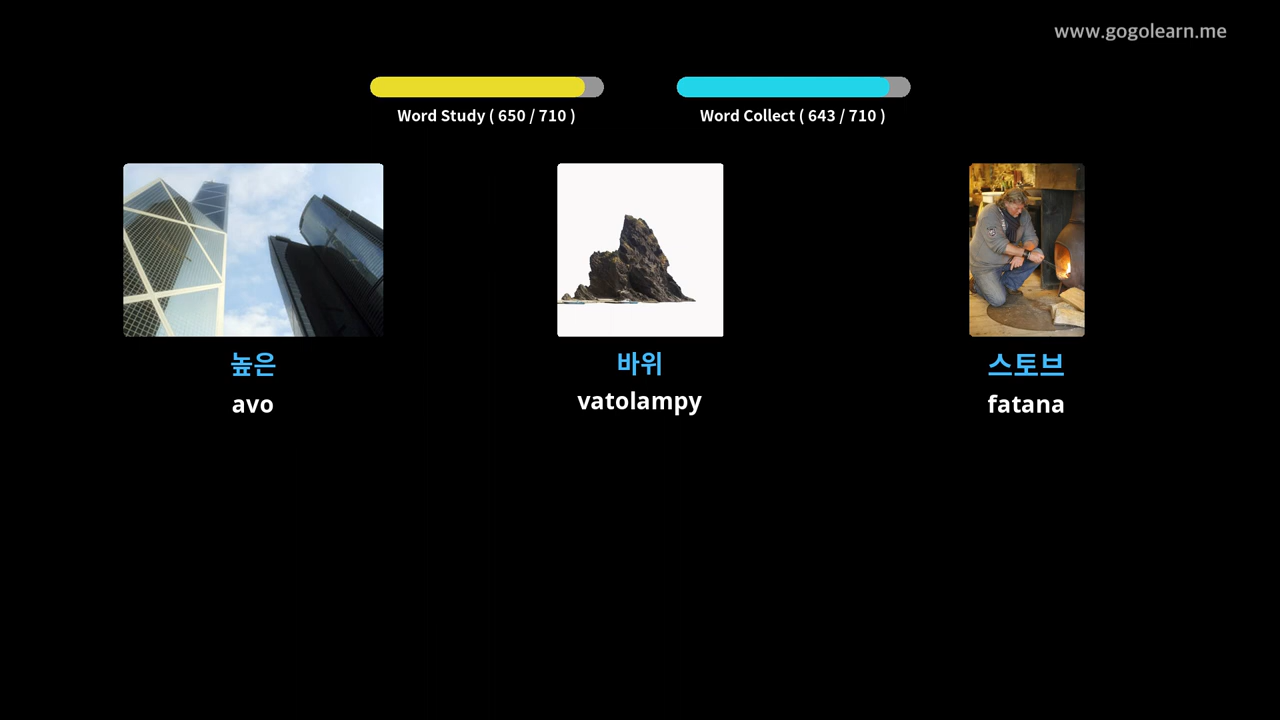 www.gogolearn.me
Word Study ( 650 / 710 )
Word Collect ( 643 / 710 )
높은
avo
바위
vatolampy
스토브
fatana